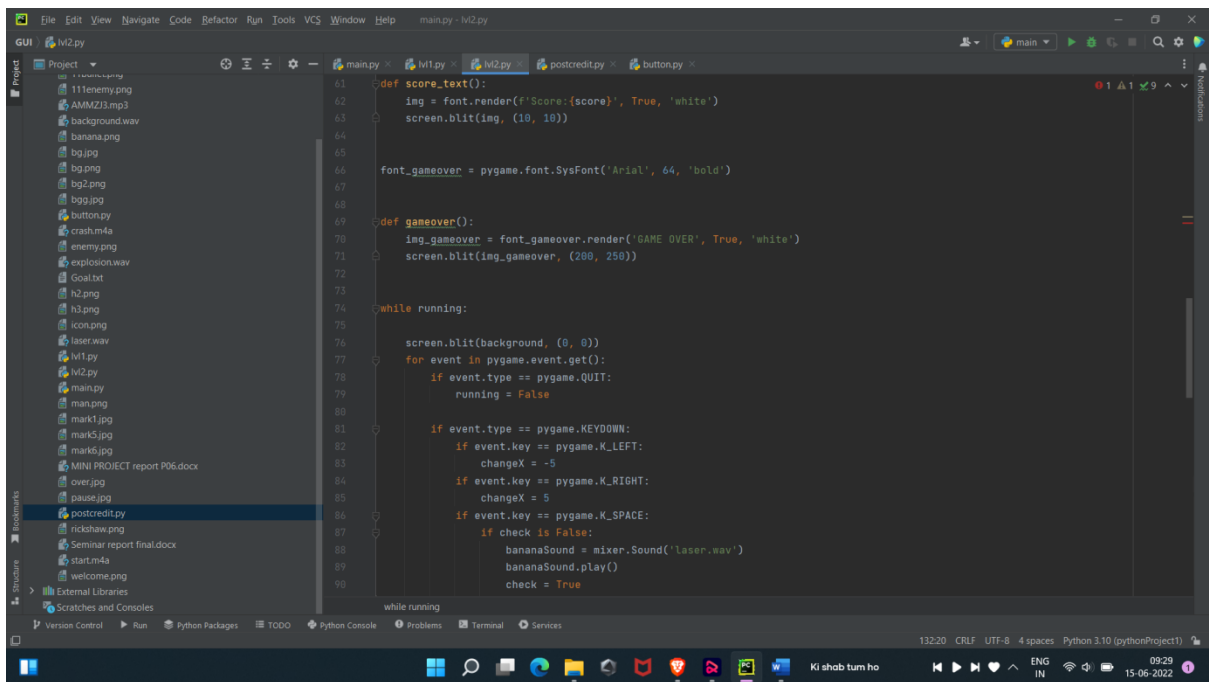 File Edit View Navigate Code Refactor Run Tools VCS Window Help main.py - lvl2.py
GUI lvl2.py main
Project main.py lvl1.py lvl2.py postcredit.py button.py
Project
Notifications
Bookmarks
Structure
111enemy.png
AMMZJ3.mp3
background.wav
banana.png
bg.jpg
bg.png
bg2.png
bgg.jpg
button.py
crash.m4a
enemy.png
explosion.wav
Goal.txt
h2.png
h3.png
icon.png
laser.wav
lvl1.py
lvl2.py
main.py
man.png
mark1.jpg
mark5.jpg
mark6.jpg
MINI PROJECT report P06.docx
over.jpg
pause.jpg
postcredit.py
rickshaw.png
Seminar report final.docx
start.m4a
welcome.png
External Libraries
Scratches and Consoles
1 1 9
61 def score_text():
62 img = font.render(f'Score:{score}', True, 'white')
63 screen.blit(img, (10, 10))
64
65
66 font_gameover = pygame.font.SysFont('Arial', 64, 'bold')
67
68
69 def gameover():
70 img_gameover = font_gameover.render('GAME OVER', True, 'white')
71 screen.blit(img_gameover, (200, 250))
72
73
74 while running:
75
76 screen.blit(background, (0, 0))
77 for event in pygame.event.get():
78 if event.type == pygame.QUIT:
79 running = False
80
81 if event.type == pygame.KEYDOWN:
82 if event.key == pygame.K_LEFT:
83 changeX = -5
84 if event.key == pygame.K_RIGHT:
85 changeX = 5
86 if event.key == pygame.K_SPACE:
87 if check is False:
88 bananaSound = mixer.Sound('laser.wav')
89 bananaSound.play()
90 check = True
while running
Version Control Run Python Packages TODO Python Console Problems Terminal Services
132:20 CRLF UTF-8 4 spaces Python 3.10 (pythonProject1)
Ki shab tum ho ENG IN 09:29 15-06-2022 1